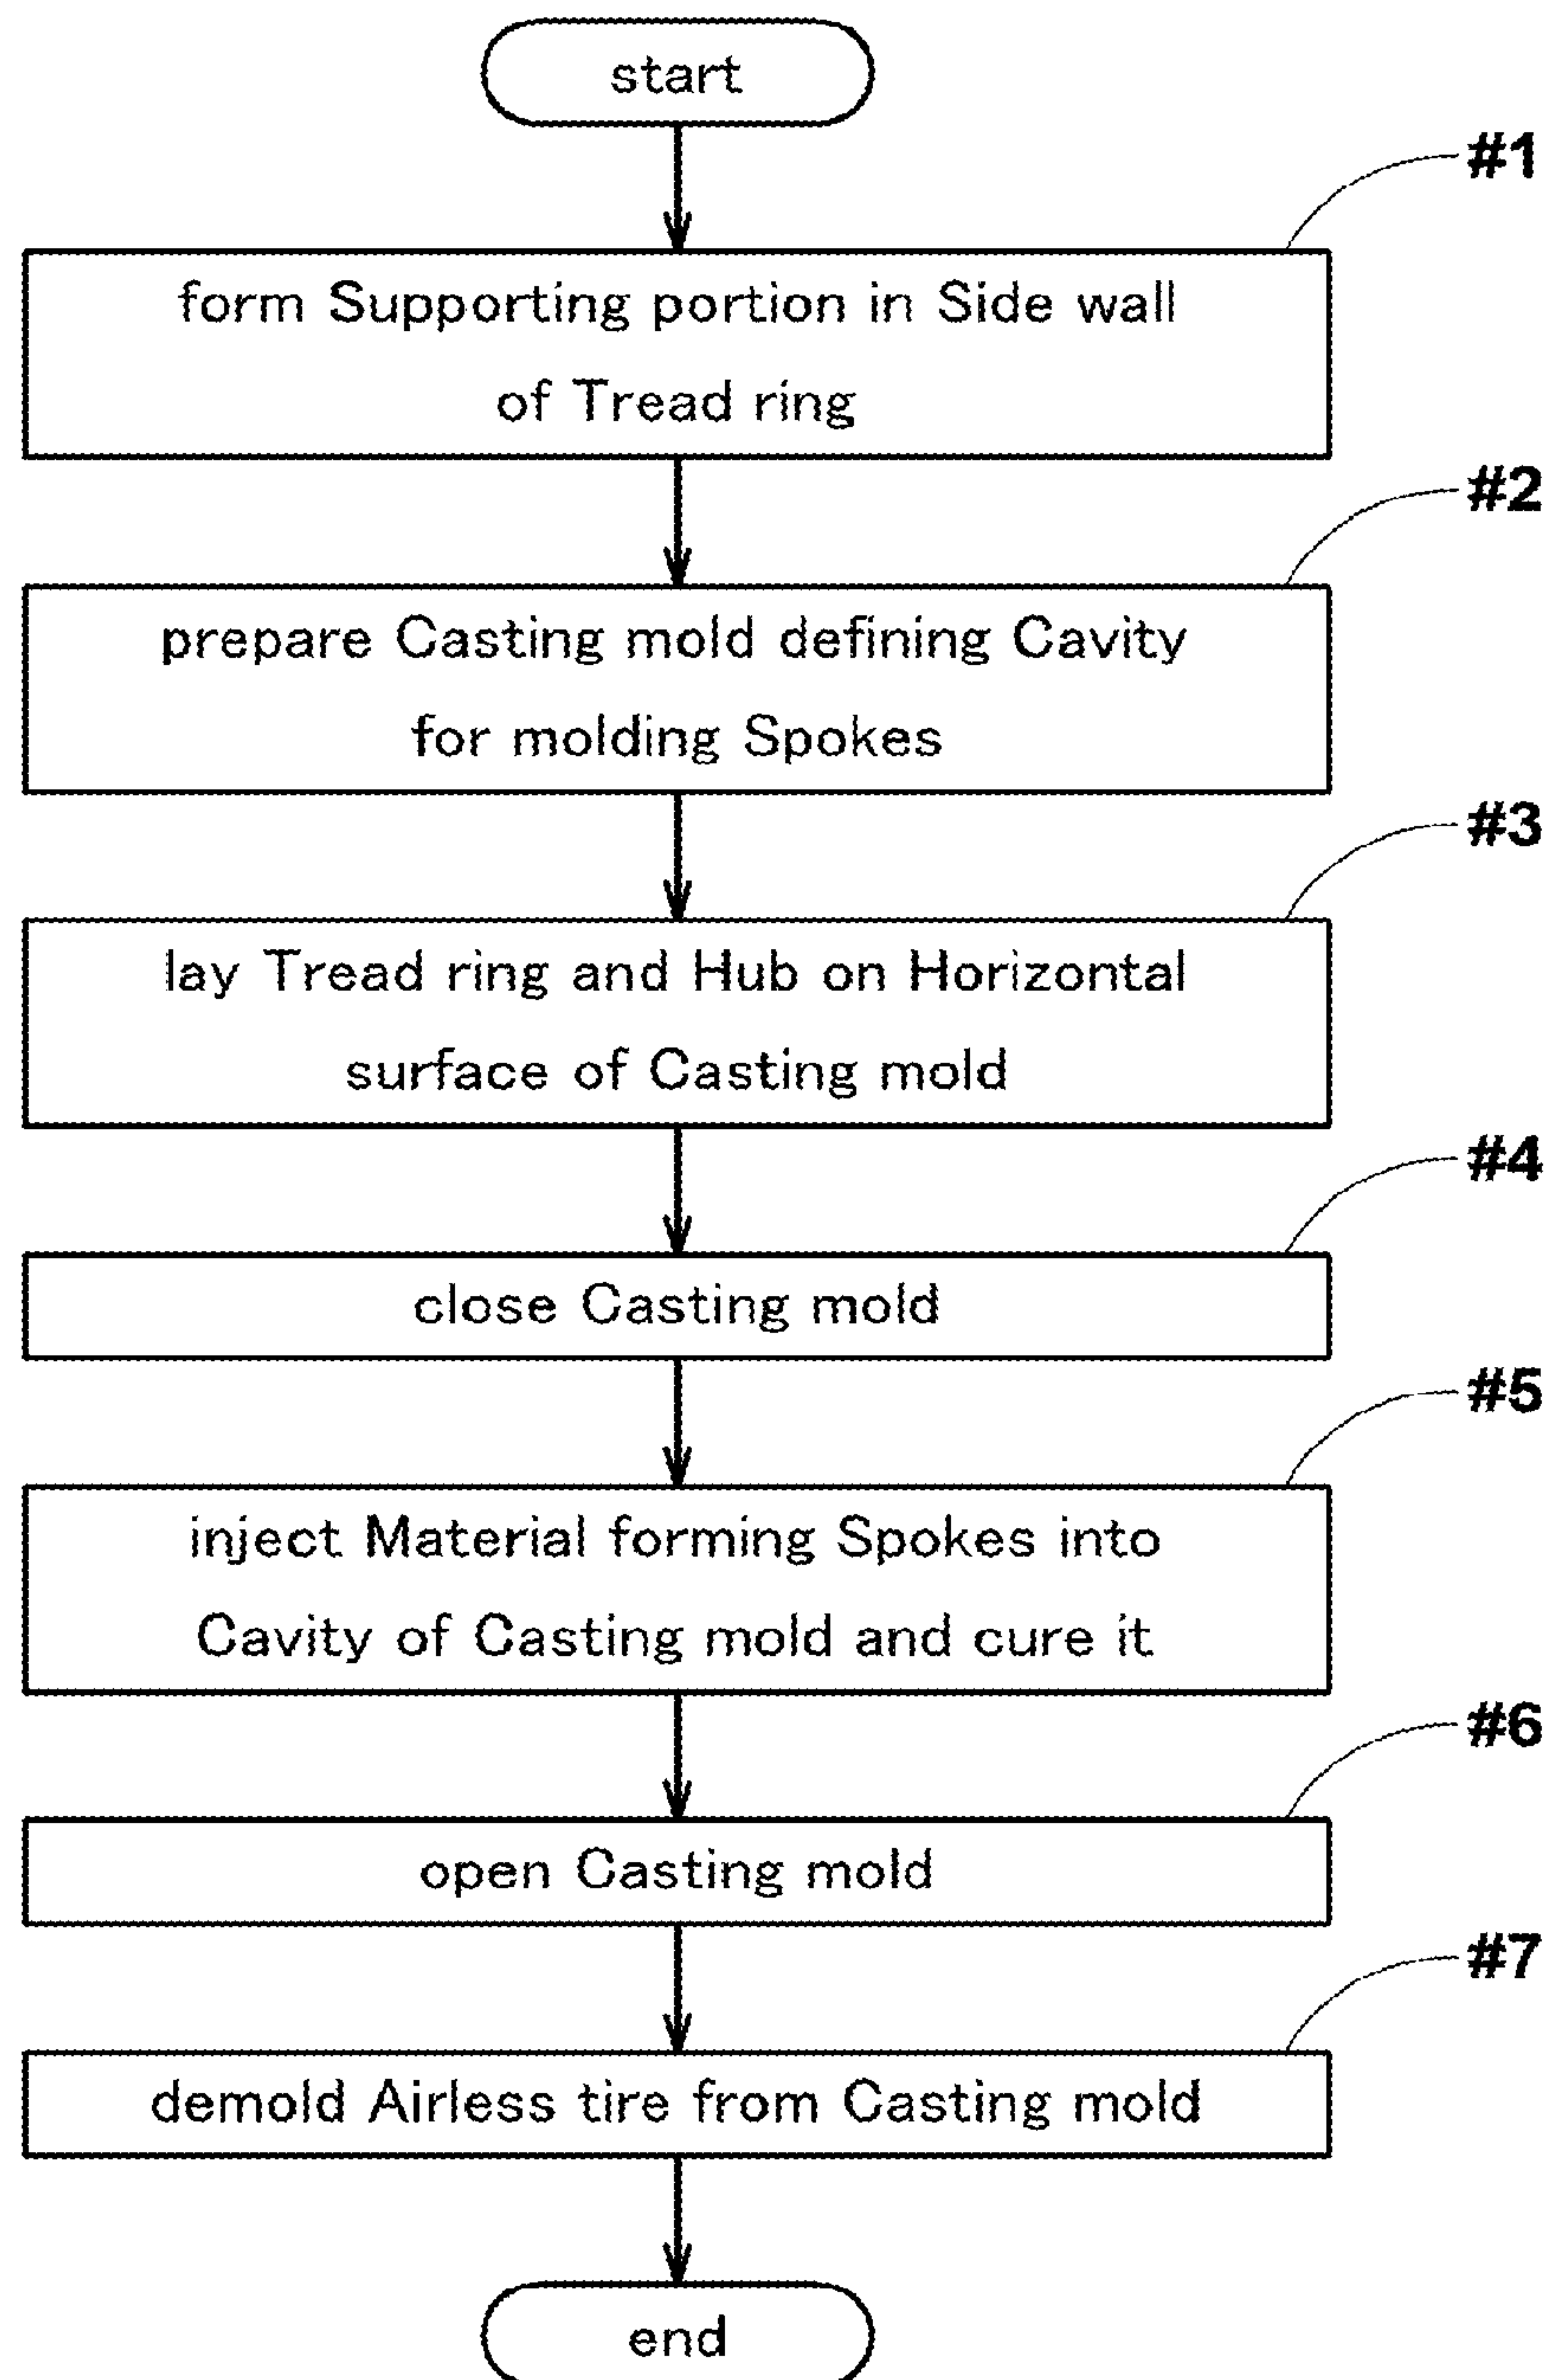 start
#1
form Supporting portion in Side wall
of Tread ring
#2
prepare Casting mold defining Cavity
for molding Spokes
#3
lay Tread ring and Hub on Horizontal
surface of Casting mold
#4
close Casting mold
#5
inject Material forming Spokes into
Cavity of Casting mold and cure it
#6
open Casting mold
#7
demold Airless tire from Casting mold
end